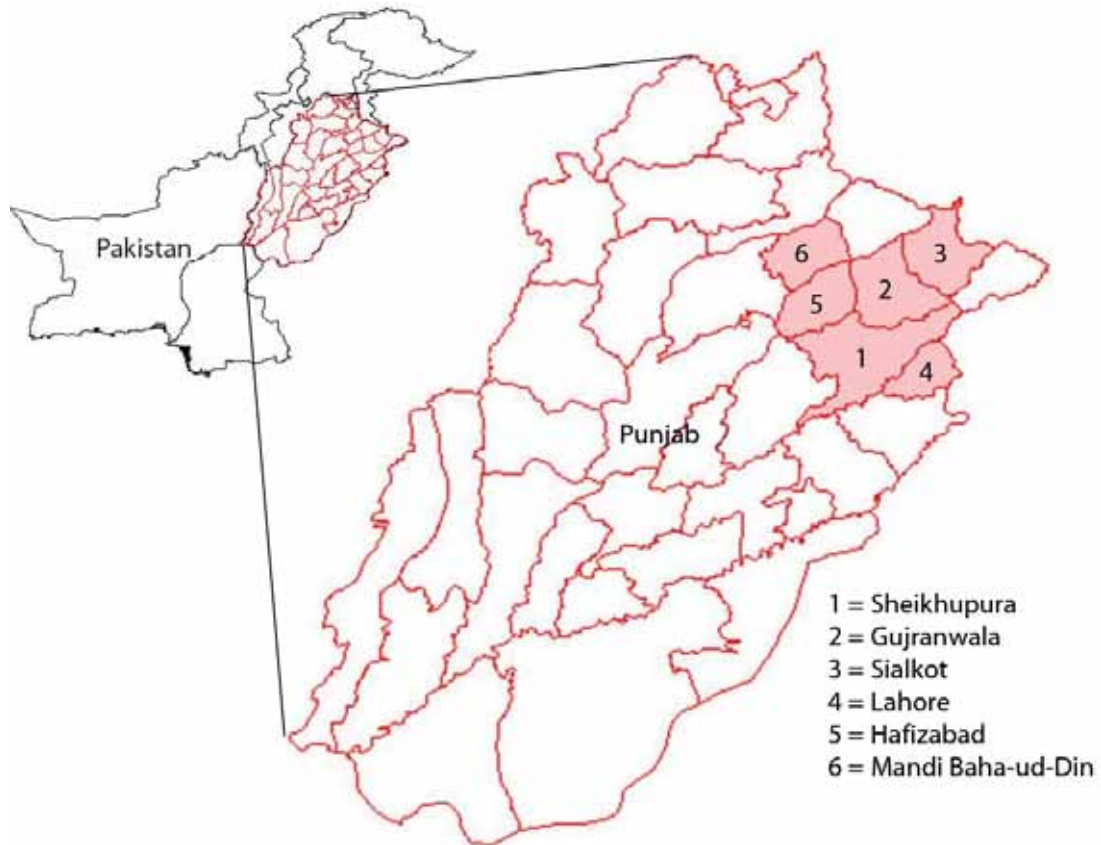 Pakistan
6
3
2
5
1
4
Punjab
1 = Sheikhupura
2 = Gujranwala
3 = Sialkot
4 = Lahore
5 = Hafizabad
6 = Mandi Baha-ud-Din